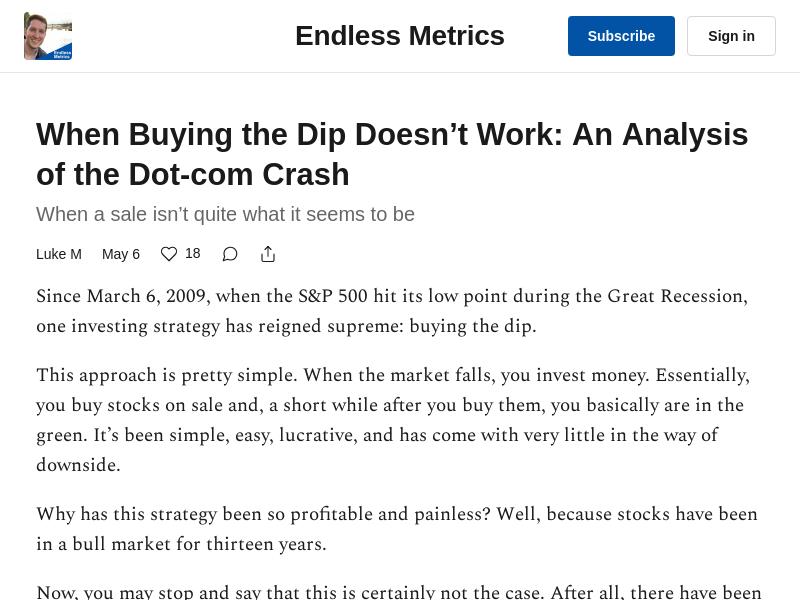 Endless Metrics
Subscribe
Sign in
Endless
Metrics
When Buying the Dip Doesn’t Work: An Analysis
of the Dot-com Crash
When a sale isn’t quite what it seems to be
Luke M May 6 18
Since March 6, 2009, when the S&P 500 hit its low point during the Great Recession,
one investing strategy has reigned supreme: buying the dip.
This approach is pretty simple. When the market falls, you invest money. Essentially,
you buy stocks on sale and, a short while after you buy them, you basically are in the
green. It’s been simple, easy, lucrative, and has come with very little in the way of
downside.
Why has this strategy been so profitable and painless? Well, because stocks have been
in a bull market for thirteen years.
Now, you may stop and say that this is certainly not the case. After all, there have been